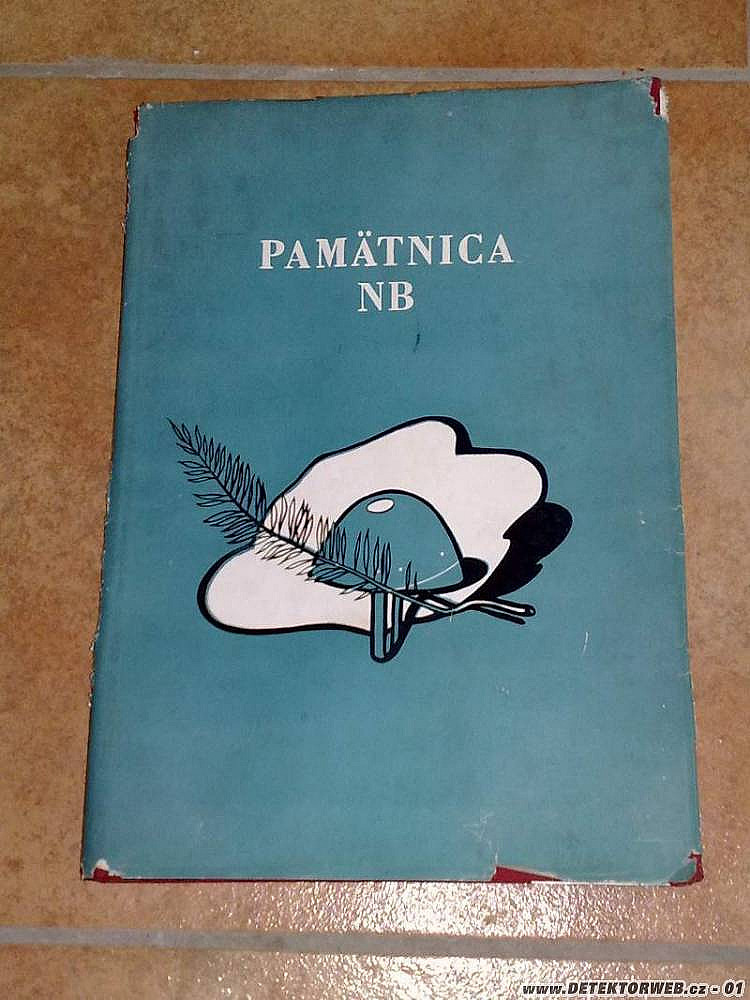 PAMÄTNICA
NB
www.DETEKTORWEB.cz - 01